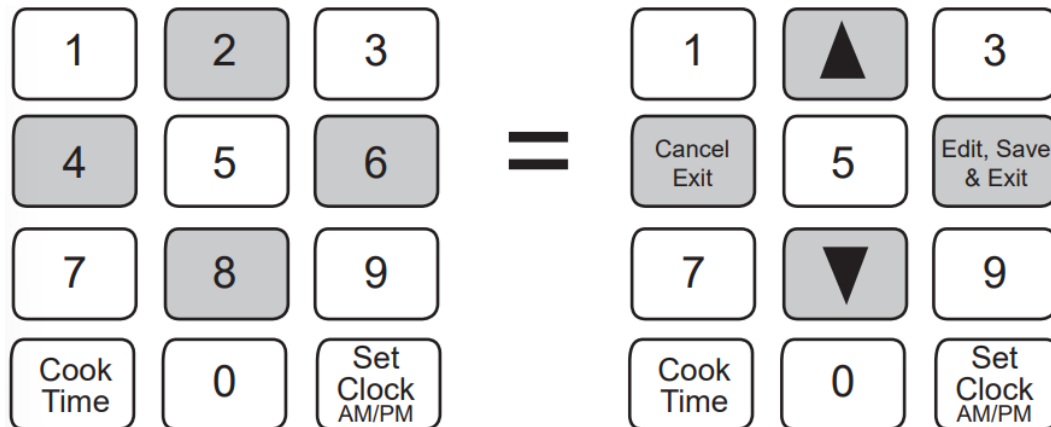 1 2 3
4 5 6
7 8 9
Cook Time 0 Set Clock AM/PM
=
1 ▲ 3
Cancel Exit 5 Edit, Save & Exit
7 ▼ 9
Cook Time 0 Set Clock AM/PM